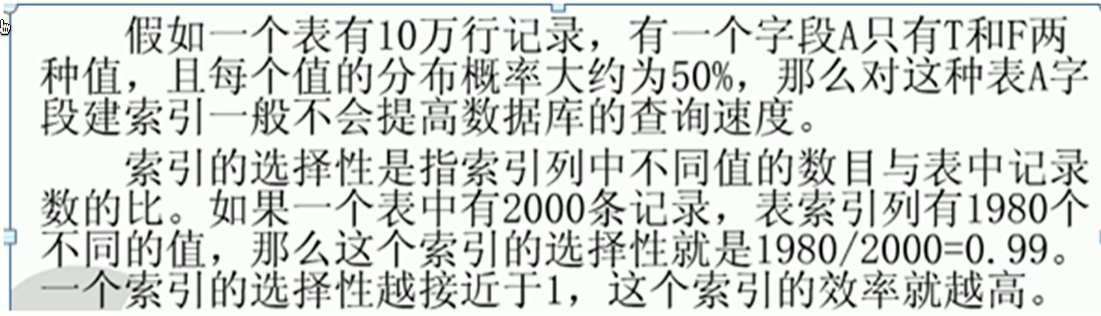 假如一个表有10万行记录，有一个字段A只有T和F两
种值，且每个值的分布概率大约为50%，那么对这种表A字
段建索引一般不会提高数据库的查询速度。
索引的选择性是指索引列中不同值的数目与表中记录
数的比。如果一个表中有2000条记录，表索引列有1980个
不同的值，那么这个索引的选择性就是1980/2000=0.99。
一个索引的选择性越接近于1，这个索引的效率就越高。